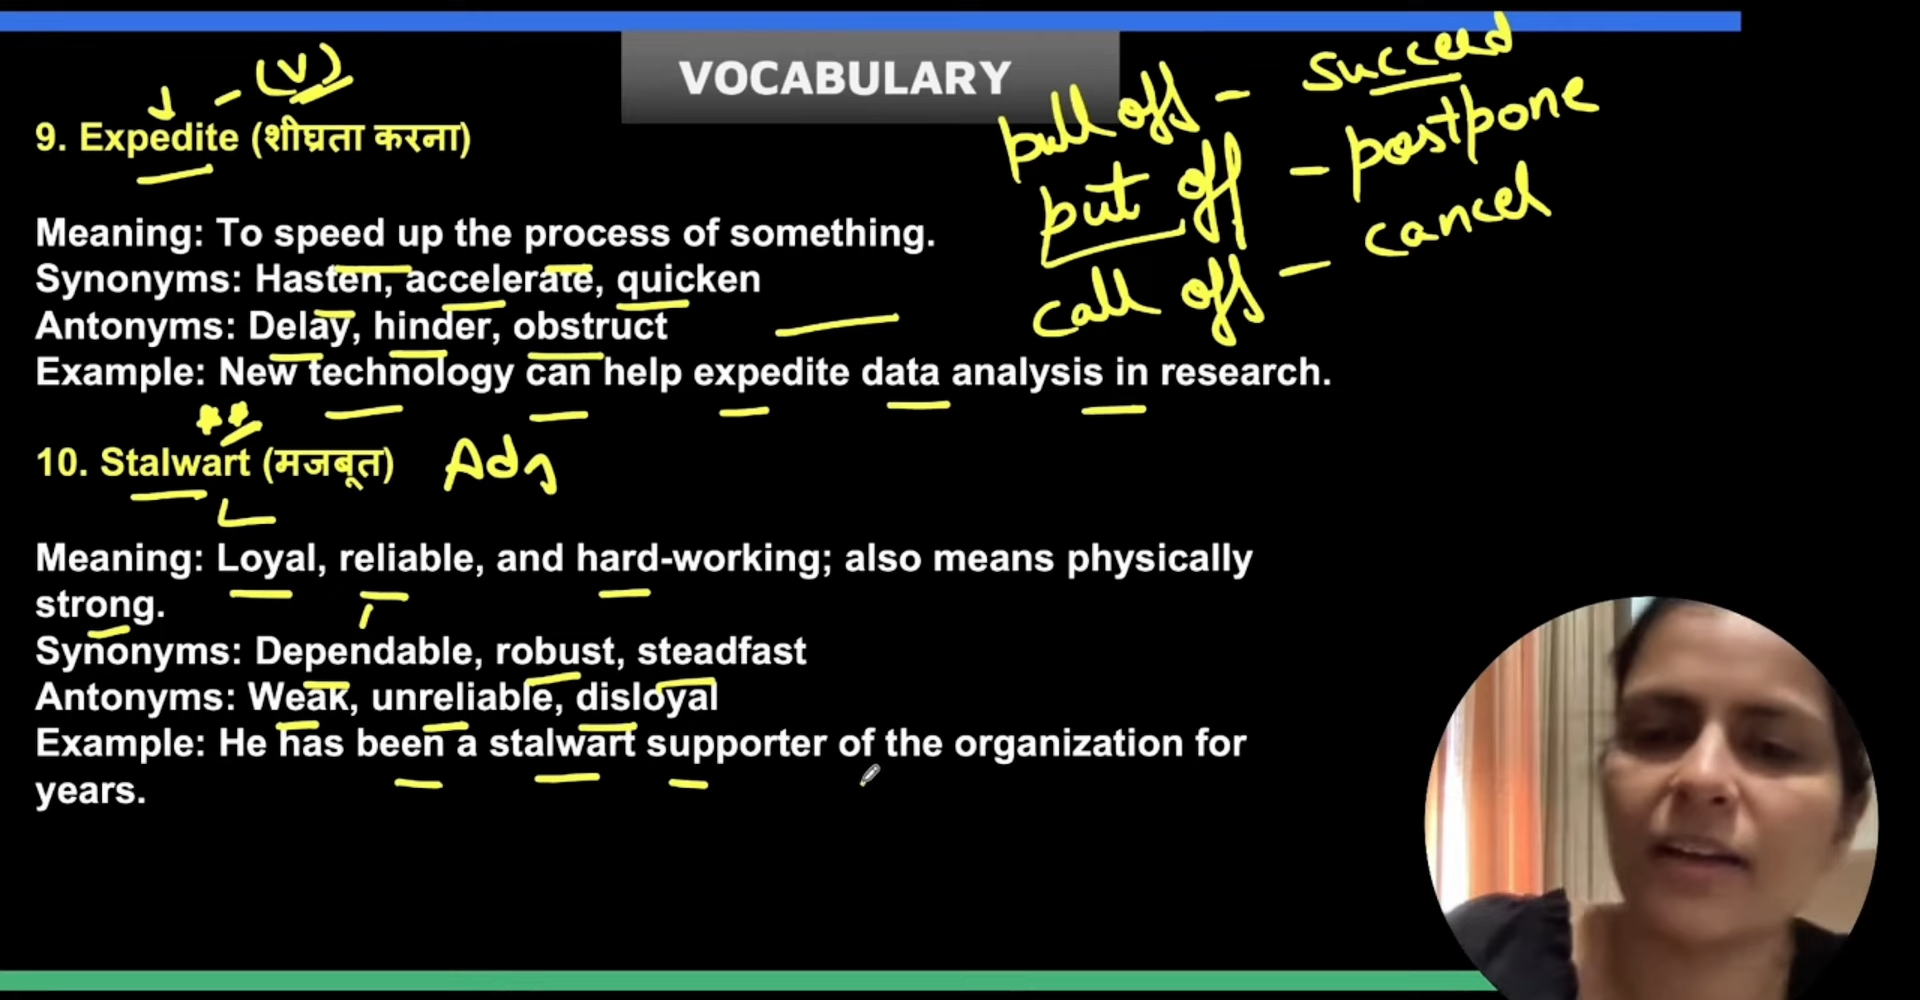 VOCABULARY
- (v)
9. Expedite (शीघ्रता करना)
pull off - succeed
put off - postpone
call off - cancel
Meaning: To speed up the process of something.
Synonyms: Hasten, accelerate, quicken
Antonyms: Delay, hinder, obstruct
Example: New technology can help expedite data analysis in research.
10. Stalwart (मजबूत) Adj
Meaning: Loyal, reliable, and hard-working; also means physically
strong.
Synonyms: Dependable, robust, steadfast
Antonyms: Weak, unreliable, disloyal
Example: He has been a stalwart supporter of the organization for
years.